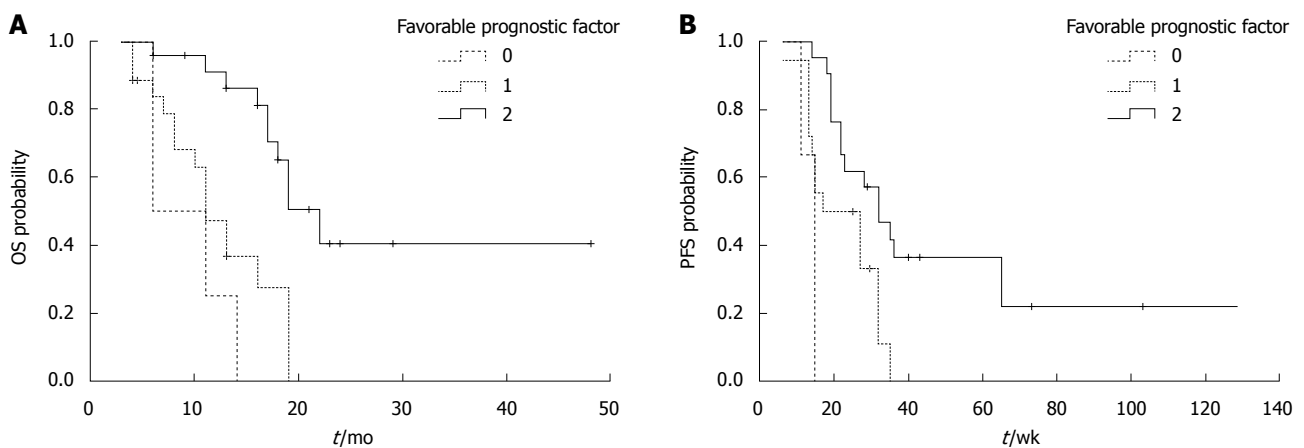 A
Favorable prognostic factor
0
1
2
1.0
0.8
0.6
0.4
0.2
0.0
OS probability
0 10 20 30 40 50
t/mo
B
Favorable prognostic factor
0
1
2
1.0
0.8
0.6
0.4
0.2
0.0
PFS probability
0 20 40 60 80 100 120 140
t/wk